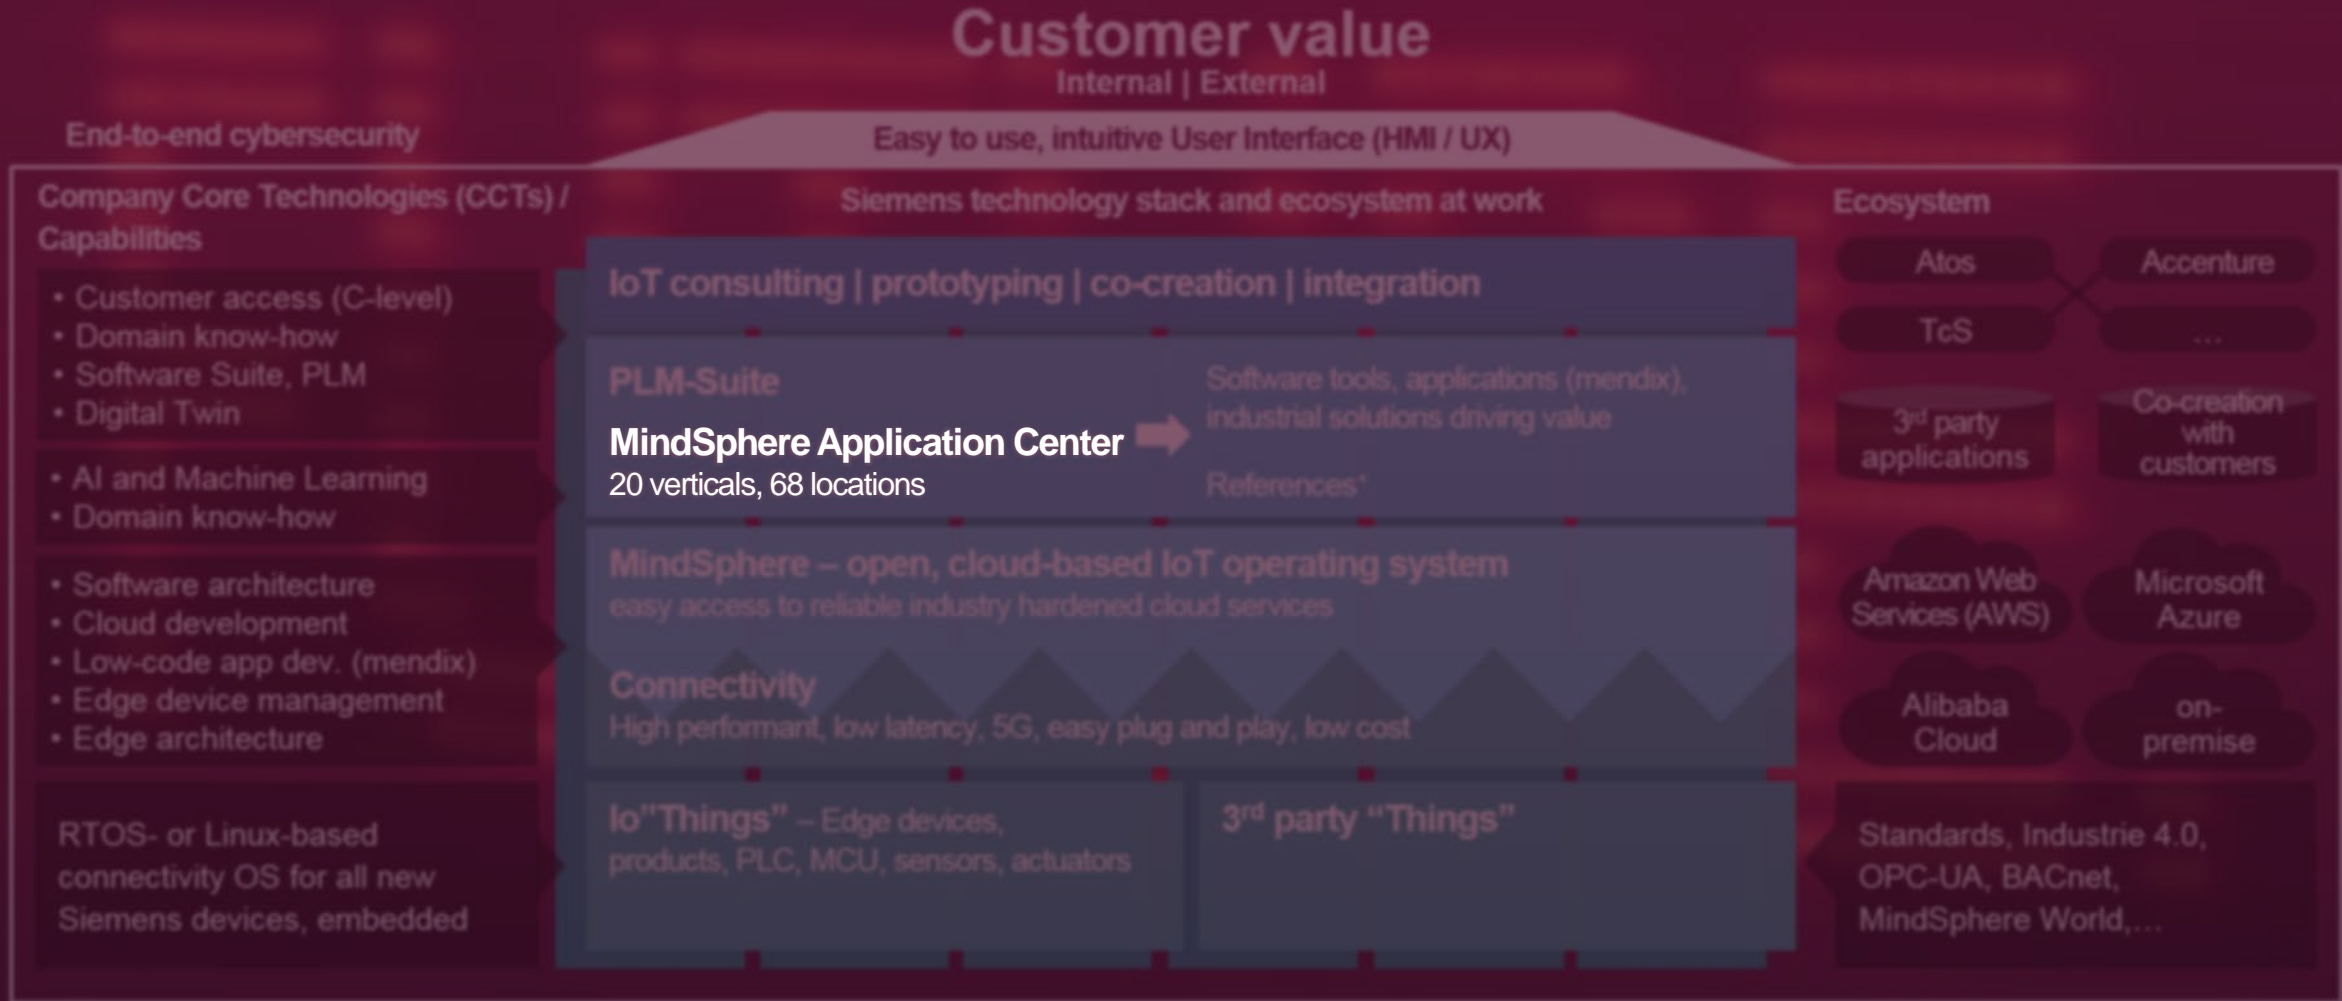 Customer value
Internal | External
End-to-end cybersecurity
Easy to use, intuitive User Interface (HMI / UX)
Company Core Technologies (CCTs) /
Capabilities
• Customer access (C-level)
• Domain know-how
• Software Suite, PLM
• Digital Twin
• AI and Machine Learning
• Domain know-how
• Software architecture
• Cloud development
• Low-code app dev. (mendix)
• Edge device management
• Edge architecture
RTOS- or Linux-based
connectivity OS for all new
Siemens devices, embedded
Siemens technology stack and ecosystem at work
IoT consulting | prototyping | co-creation | integration
PLM-Suite
MindSphere Application Center
20 verticals, 68 locations
Software tools, applications (mendix),
industrial solutions driving value
References*
MindSphere – open, cloud-based IoT operating system
easy access to reliable industry hardened cloud services
Connectivity
High performant, low latency, 5G, easy plug and play, low cost
Io”Things” – Edge devices,
products, PLC, MCU, sensors, actuators
3rd party “Things”
Ecosystem
Atos
Accenture
TcS
…
3rd party
applications
Co-creation
with
customers
Amazon Web
Services (AWS)
Microsoft
Azure
Alibaba
Cloud
on-
premise
Standards, Industrie 4.0,
OPC-UA, BACnet,
MindSphere World,…